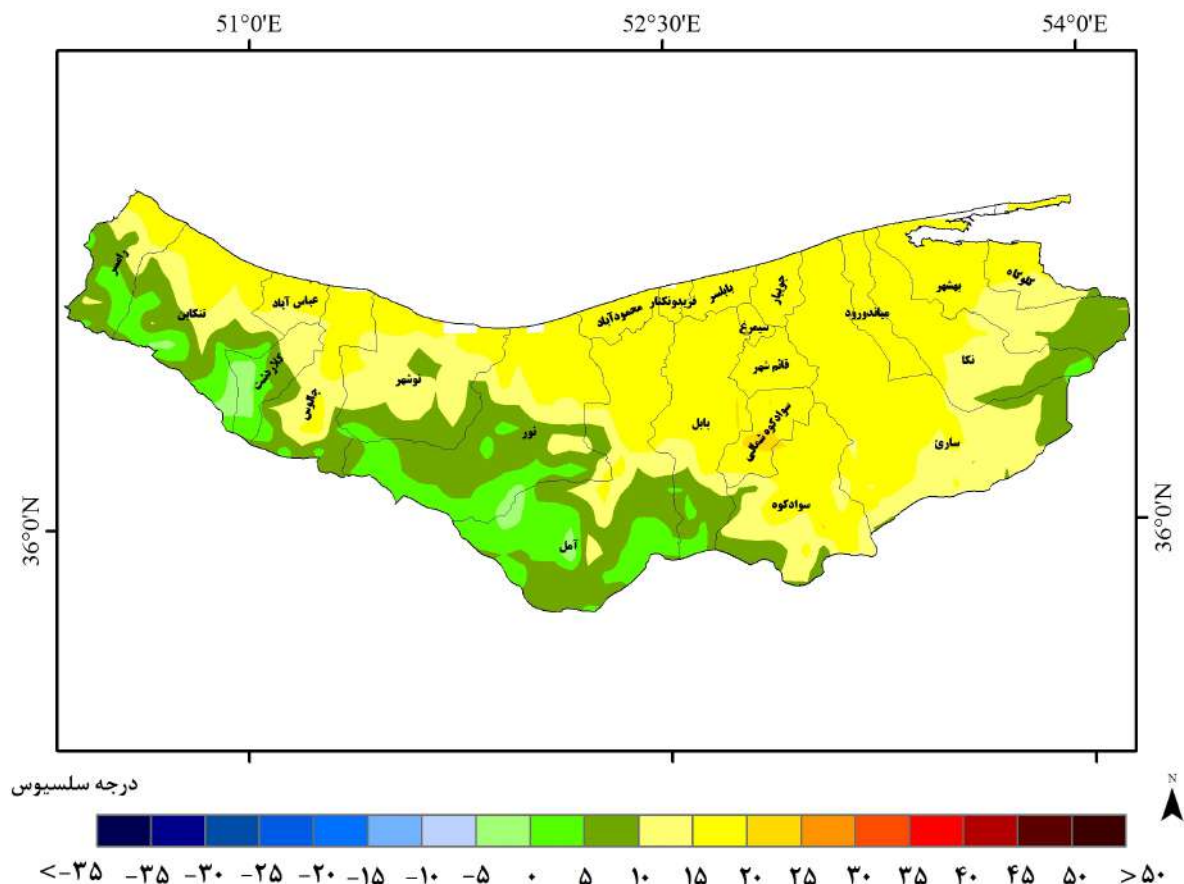 51°0'E 52°30'E 54°0'E
رامسر
تنکابن
عباس آباد
کلاردشت
چالوس
نوشهر
نور
آمل
محمودآباد
فریدونکنار
بابلسر
جویبار
سیمرغ
قائم شهر
بابل
سوادکوه شمالی
سوادکوه
میاندورود
بهشهر
گلوگاه
نکا
ساری
36°0'N 36°0'N
درجه سلسیوس
N
<-۳۵ -۳۵ -۳۰ -۲۵ -۲۰ -۱۵ -۱۰ -۵ ۰ ۵ ۱۰ ۱۵ ۲۰ ۲۵ ۳۰ ۳۵ ۴۰ ۴۵ ۵۰ >۵۰